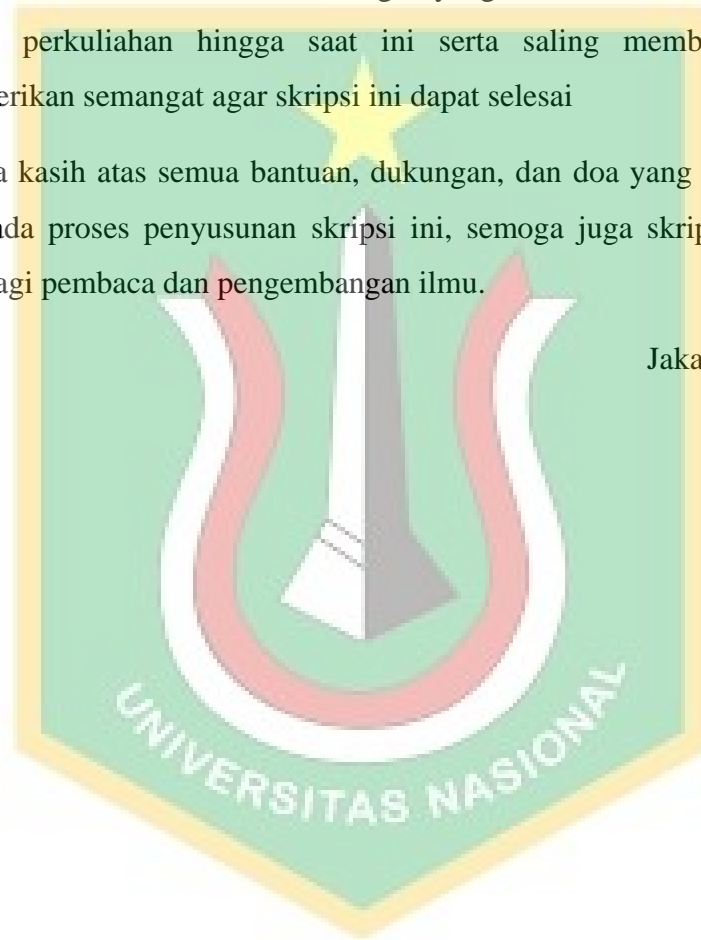 perkuliahan hingga saat ini serta saling memb
erikan semangat agar skripsi ini dapat selesai
kasih atas semua bantuan, dukungan, dan doa yang
da proses penyusunan skripsi ini, semoga juga skrip
agi pembaca dan pengembangan ilmu.
Jaka
UNIVERSITAS NASIONAL